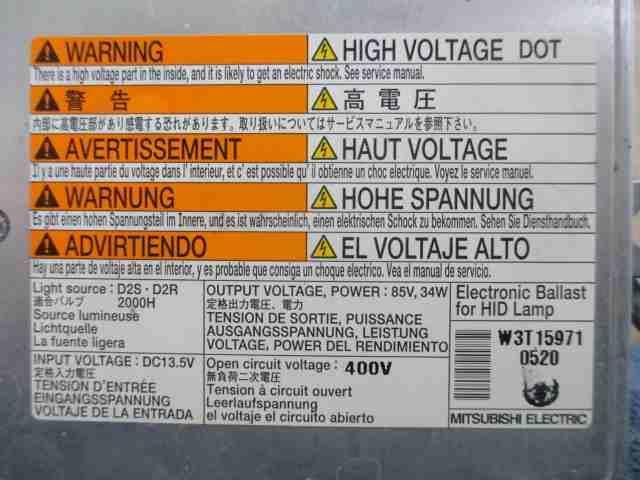 WARNING HIGH VOLTAGE DOT
There is a high voltage part in the inside, and it is likely to get an electric shock. See service manual.
警告 高電圧
内部に高電圧部があり感電する恐れがあります。取り扱いについてはサービスマニュアルを参照下さい。
AVERTISSEMENT HAUT VOLTAGE
Il y a une haute partie du voltage dans l' interieur, et c' est possible qu' il obtienne un choc electrique. Voyez le service manuel.
WARNUNG HOHE SPANNUNG
Es gibt einen hohen Spannungsteil im Innere, und es ist wahrscheinlich, einen elektrischen Schock zu bekommen. Sehen Sie Diensthandbuch.
ADVIRTIENDO EL VOLTAJE ALTO
Hay una parte de voltaje alta en el interior, y es probable que consiga un choque electrico. Vea el manual de servicio.
Light source : D2S · D2R
適合バルブ 2000H
Source lumineuse
Lichtquelle
La fuente ligera
INPUT VOLTAGE : DC13.5V
定格入力電圧
TENSION D'ENTRÉE
EINGANGSSPANNUNG
VOLTAJE DE LA ENTRADA
OUTPUT VOLTAGE, POWER : 85V, 34W
定格出力電圧、電力
TENSION DE SORTIE, PUISSANCE
AUSGANGSSPANNUNG, LEISTUNG
VOLTAJE, POWER DEL RENDIMIENTO
Open circuit voltage : 400V
無負荷二次電圧
Tension à circuit ouvert
Leerlaufspannung
el voltaje el circuito abierto
Electronic Ballast
for HID Lamp
W3T15971
0520
MITSUBISHI ELECTRIC